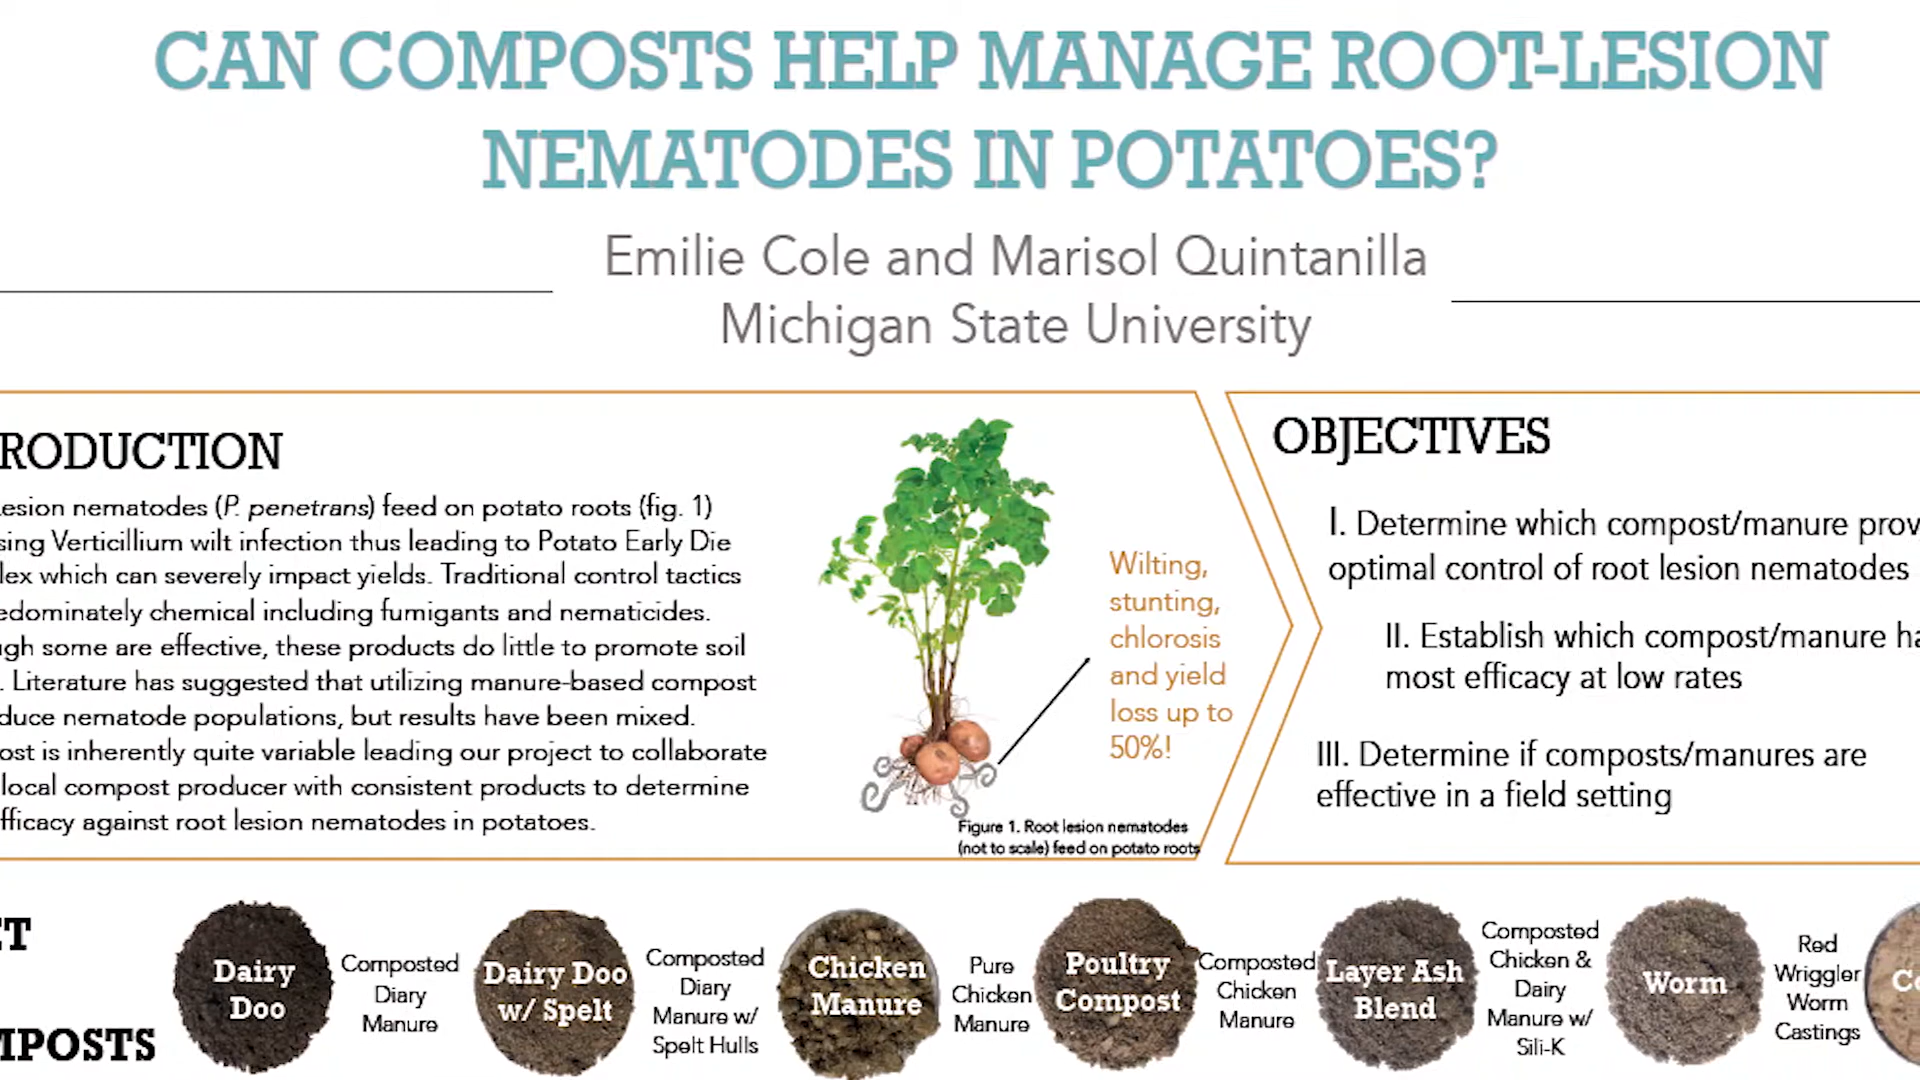 CAN COMPOSTS HELP MANAGE ROOT-LESION
NEMATODES IN POTATOES?
Emilie Cole and Marisol Quintanilla
Michigan State University
RODUCTION
esion nematodes (P. penetrans) feed on potato roots (fig. 1)
sing Verticillium wilt infection thus leading to Potato Early Die
lex which can severely impact yields. Traditional control tactics
edominately chemical including fumigants and nematicides.
gh some are effective, these products do little to promote soil
. Literature has suggested that utilizing manure-based compost
duce nematode populations, but results have been mixed.
ost is inherently quite variable leading our project to collaborate
local compost producer with consistent products to determine
fficacy against root lesion nematodes in potatoes.
Wilting,
stunting,
chlorosis
and yield
loss up to
50%!
Figure 1. Root lesion nematodes
(not to scale) feed on potato roots
OBJECTIVES
I. Determine which compost/manure prov
optimal control of root lesion nematodes
II. Establish which compost/manure ha
most efficacy at low rates
III. Determine if composts/manures are
effective in a field setting
ET
MPOSTS
Dairy
Doo
Composted
Diary
Manure
Dairy Doo
w/ Spelt
Composted
Diary
Manure w/
Spelt Hulls
Chicken
Manure
Pure
Chicken
Manure
Poultry
Compost
Composted
Chicken
Manure
Layer Ash
Blend
Composted
Chicken &
Dairy
Manure w/
Sili-K
Worm
Red
Wriggler
Worm
Castings
Co